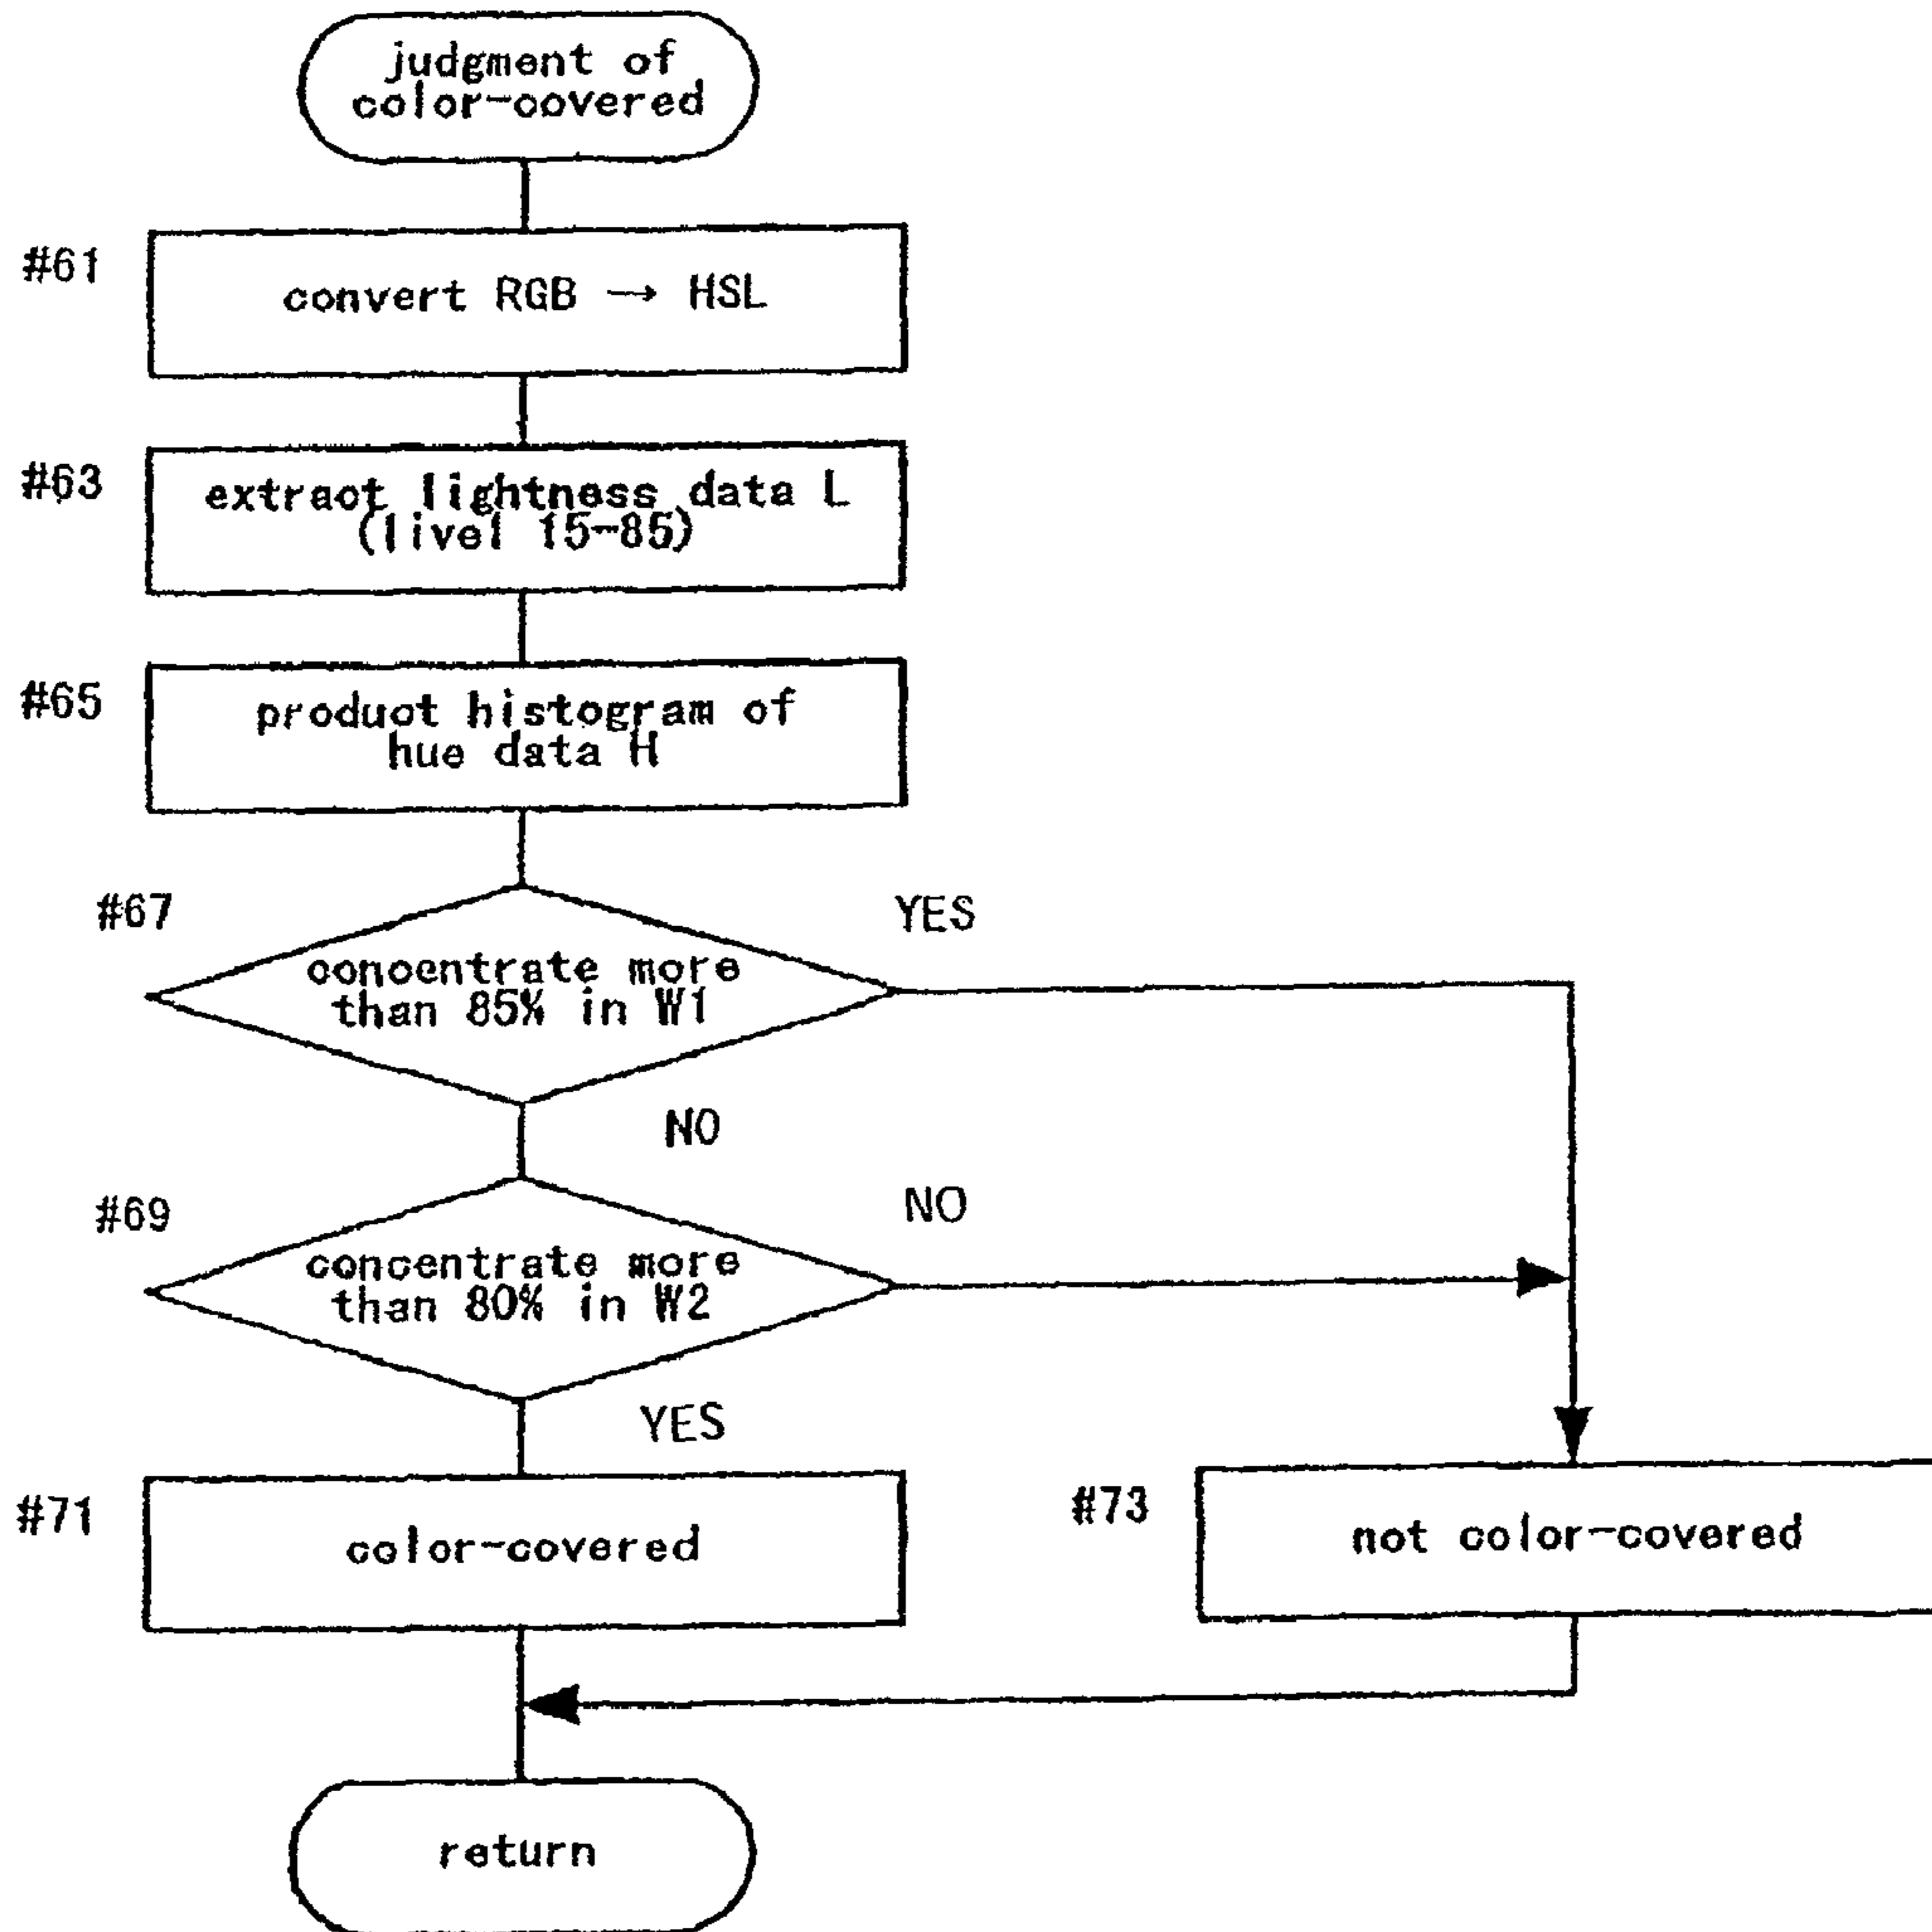 judgment of
color-covered
#61
convert RGB → HSL
#63
extract lightness data L
(livel 15-85)
#65
product histogram of
hue data H
#67
YES
concentrate more
than 85% in W1
NO
#69
NO
concentrate more
than 80% in W2
YES
#71
color-covered
#73
not color-covered
return